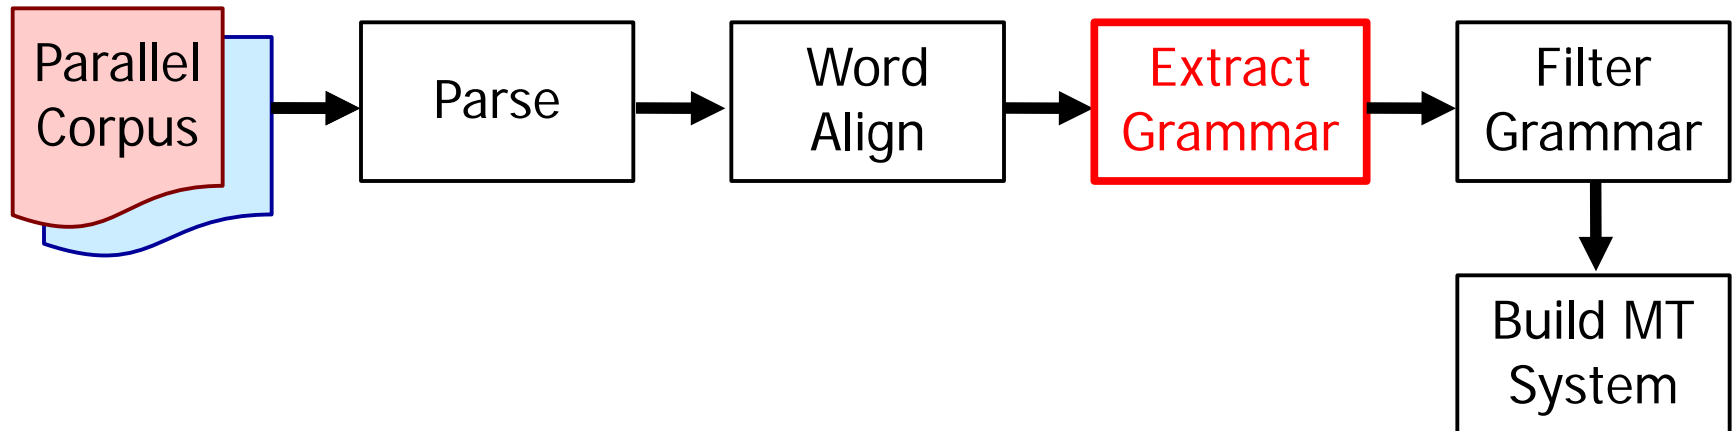 Parallel
Corpus
Parse
Word
Align
Extract
Grammar
Filter
Grammar
Build MT
System